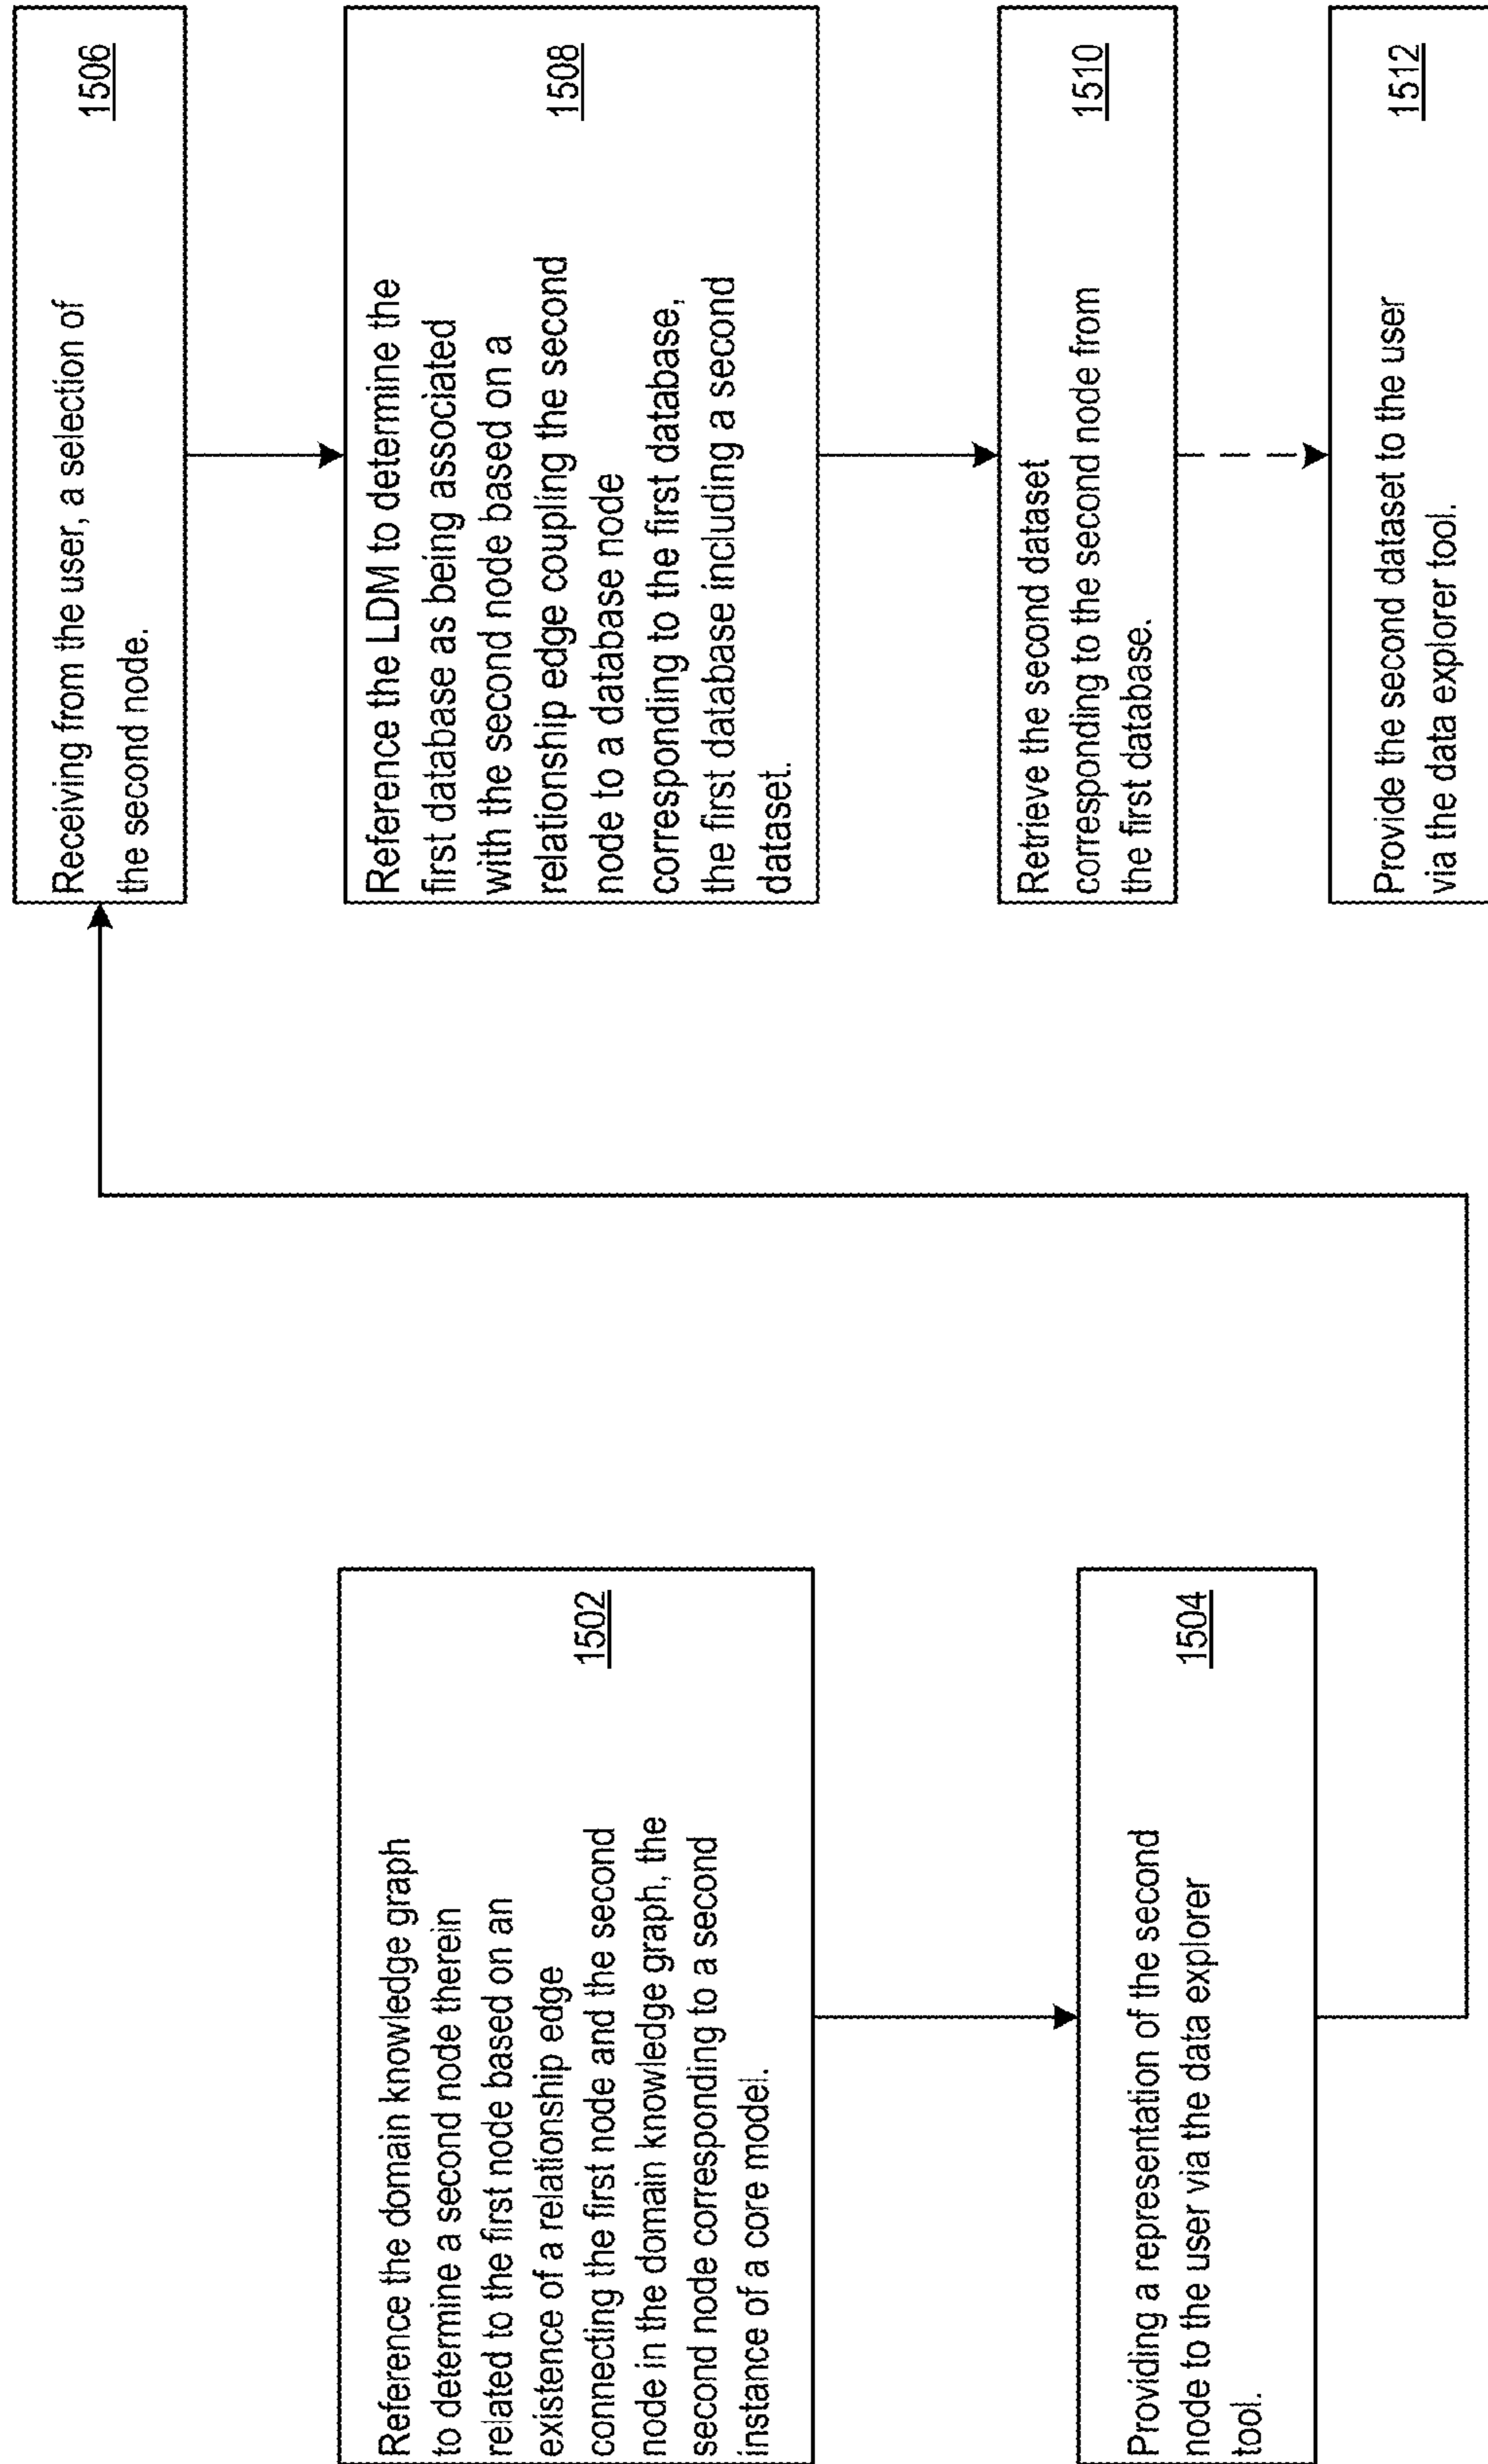 Reference the domain knowledge graph
to determine a second node therein
related to the first node based on an
existence of a relationship edge
connecting the first node and the second
node in the domain knowledge graph, the
second node corresponding to a second
instance of a core model.
1502
Providing a representation of the second
node to the user via the data explorer
tool.
1504
Receiving from the user, a selection of
the second node.
1506
Reference the LDM to determine the
first database as being associated
with the second node based on a
relationship edge coupling the second
node to a database node
corresponding to the first database,
the first database including a second
dataset.
1508
Retrieve the second dataset
corresponding to the second node from
the first database.
1510
Provide the second dataset to the user
via the data explorer tool.
1512